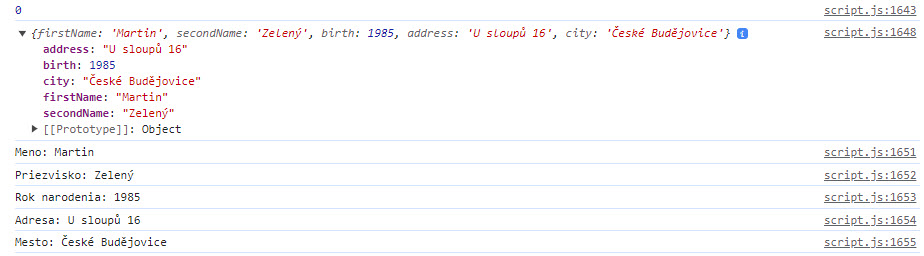 0 script.js:1643
▼ {firstName: 'Martin', secondName: 'Zelený', birth: 1985, address: 'U sloupů 16', city: 'České Budějovice'} i script.js:1648
address: "U sloupů 16"
birth: 1985
city: "České Budějovice"
firstName: "Martin"
secondName: "Zelený"
▶ [[Prototype]]: Object
Meno: Martin script.js:1651
Priezvisko: Zelený script.js:1652
Rok narodenia: 1985 script.js:1653
Adresa: U sloupů 16 script.js:1654
Mesto: České Budějovice script.js:1655